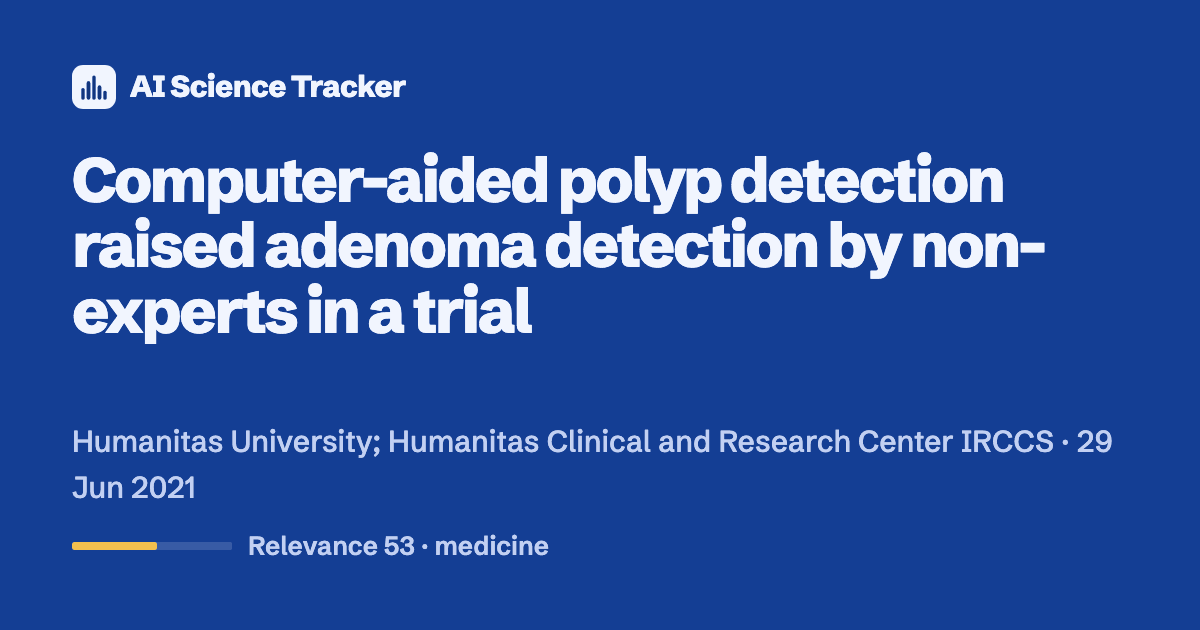 AI Science Tracker
Computer-aided polyp detection
raised adenoma detection by non-
experts in a trial
Humanitas University; Humanitas Clinical and Research Center IRCCS · 29
Jun 2021
Relevance 53 · medicine